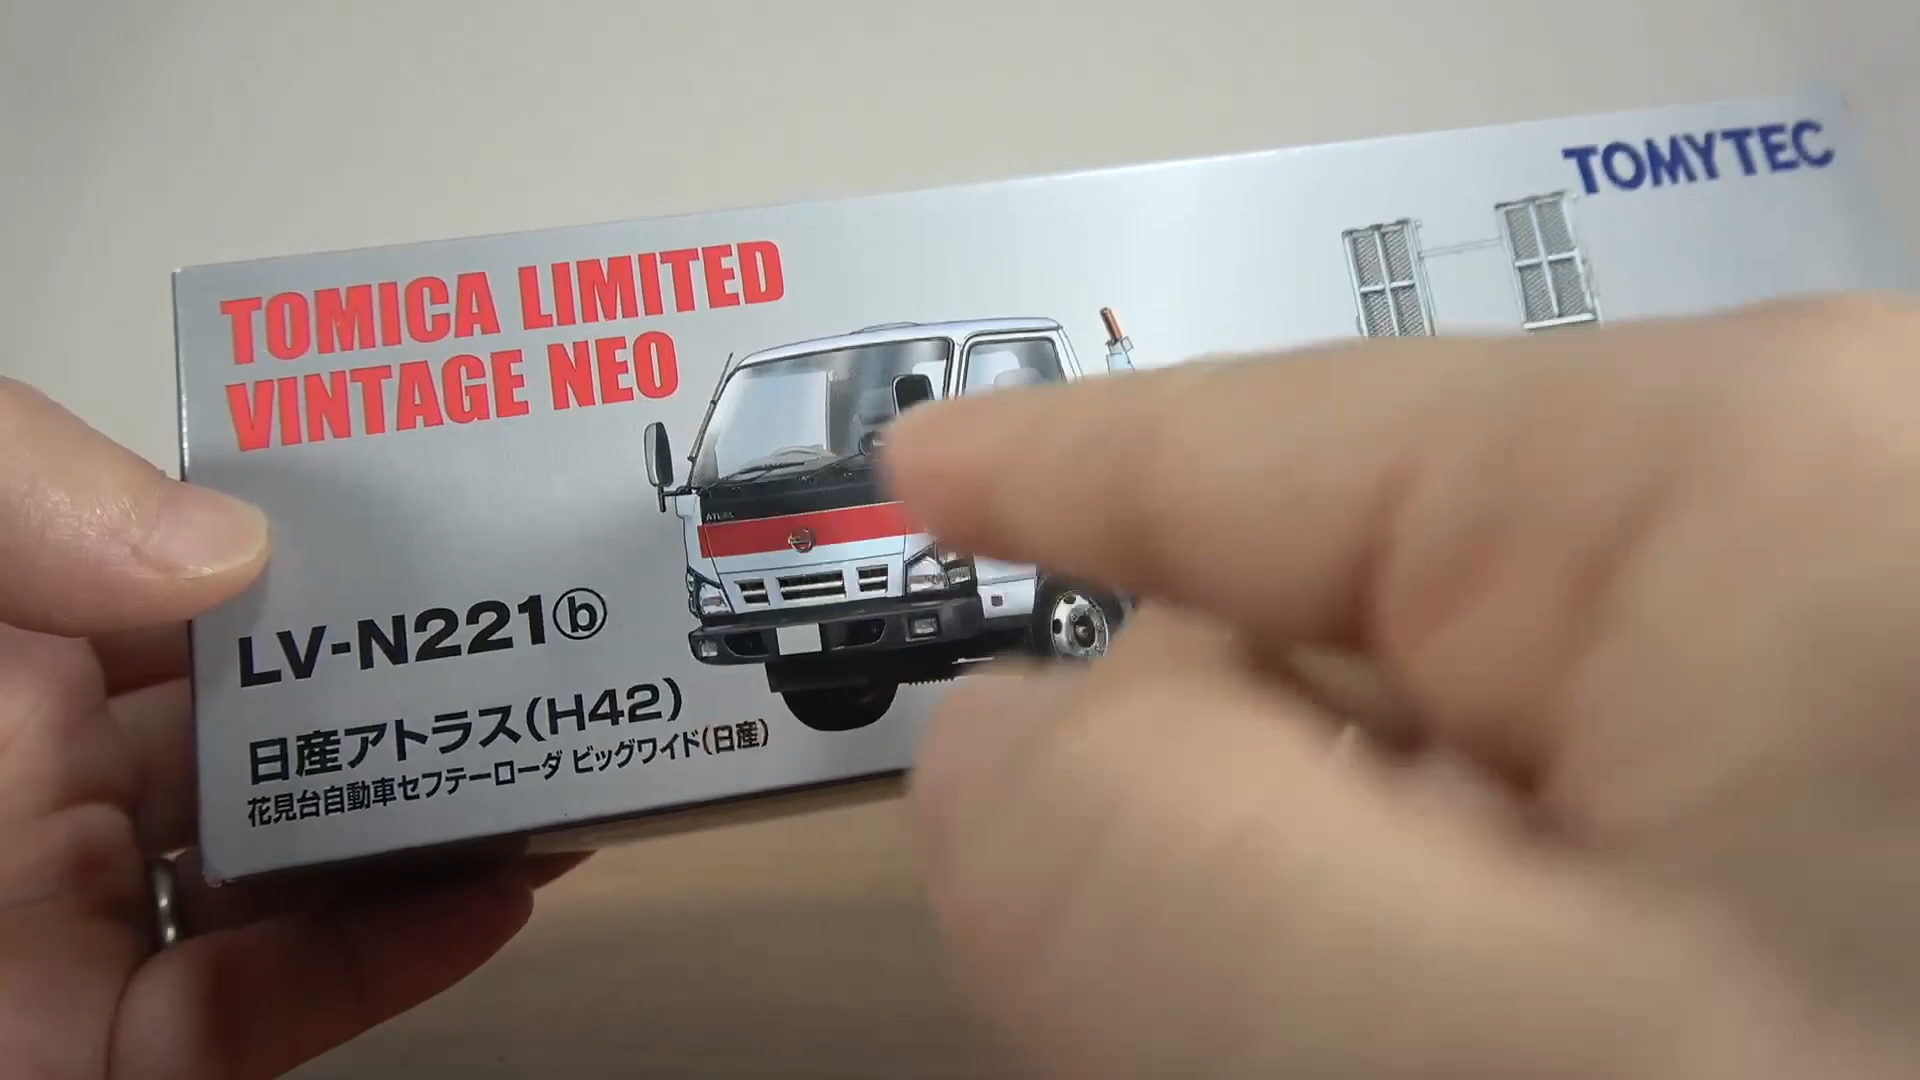 TOMYTEC
TOMICA LIMITED
VINTAGE NEO
ATLAS
LV-N221ⓑ
日産アトラス(H42)
花見台自動車セフテーローダ ビッグワイド(日産)